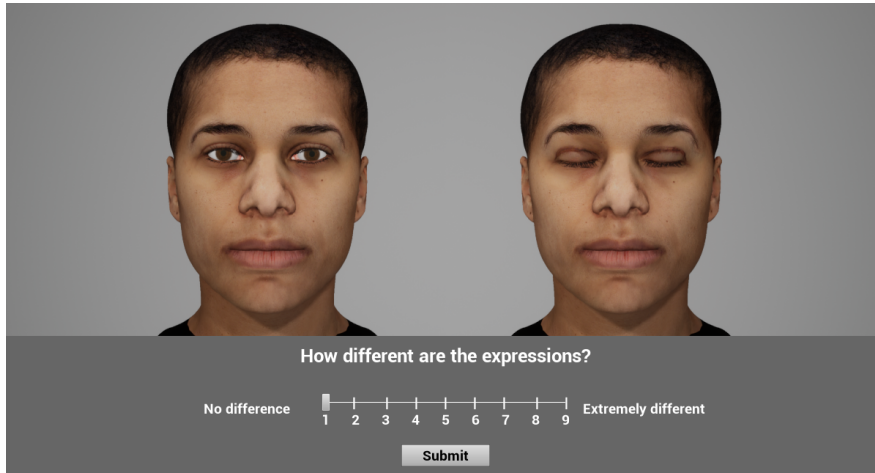 How different are the expressions?
No difference
1 2 3 4 5 6 7 8 9
Extremely different
Submit